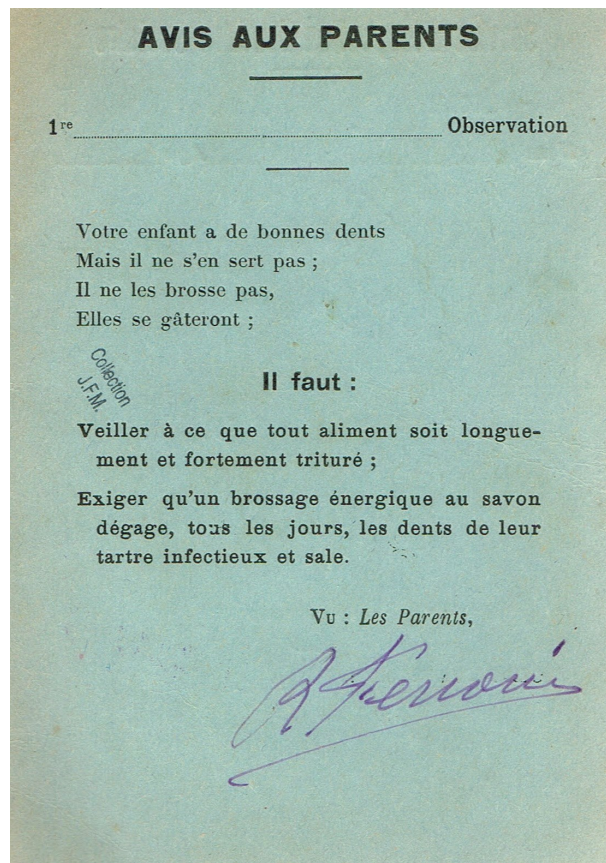 AVIS AUX PARENTS
1re Observation
Votre enfant a de bonnes dents
Mais il ne s'en sert pas ;
Il ne les brosse pas,
Elles se gâteront ;
Collection
J.F.M.
Il faut :
Veiller à ce que tout aliment soit longue-
ment et fortement trituré ;
Exiger qu'un brossage énergique au savon
dégage, tous les jours, les dents de leur
tartre infectieux et sale.
Vu : Les Parents,